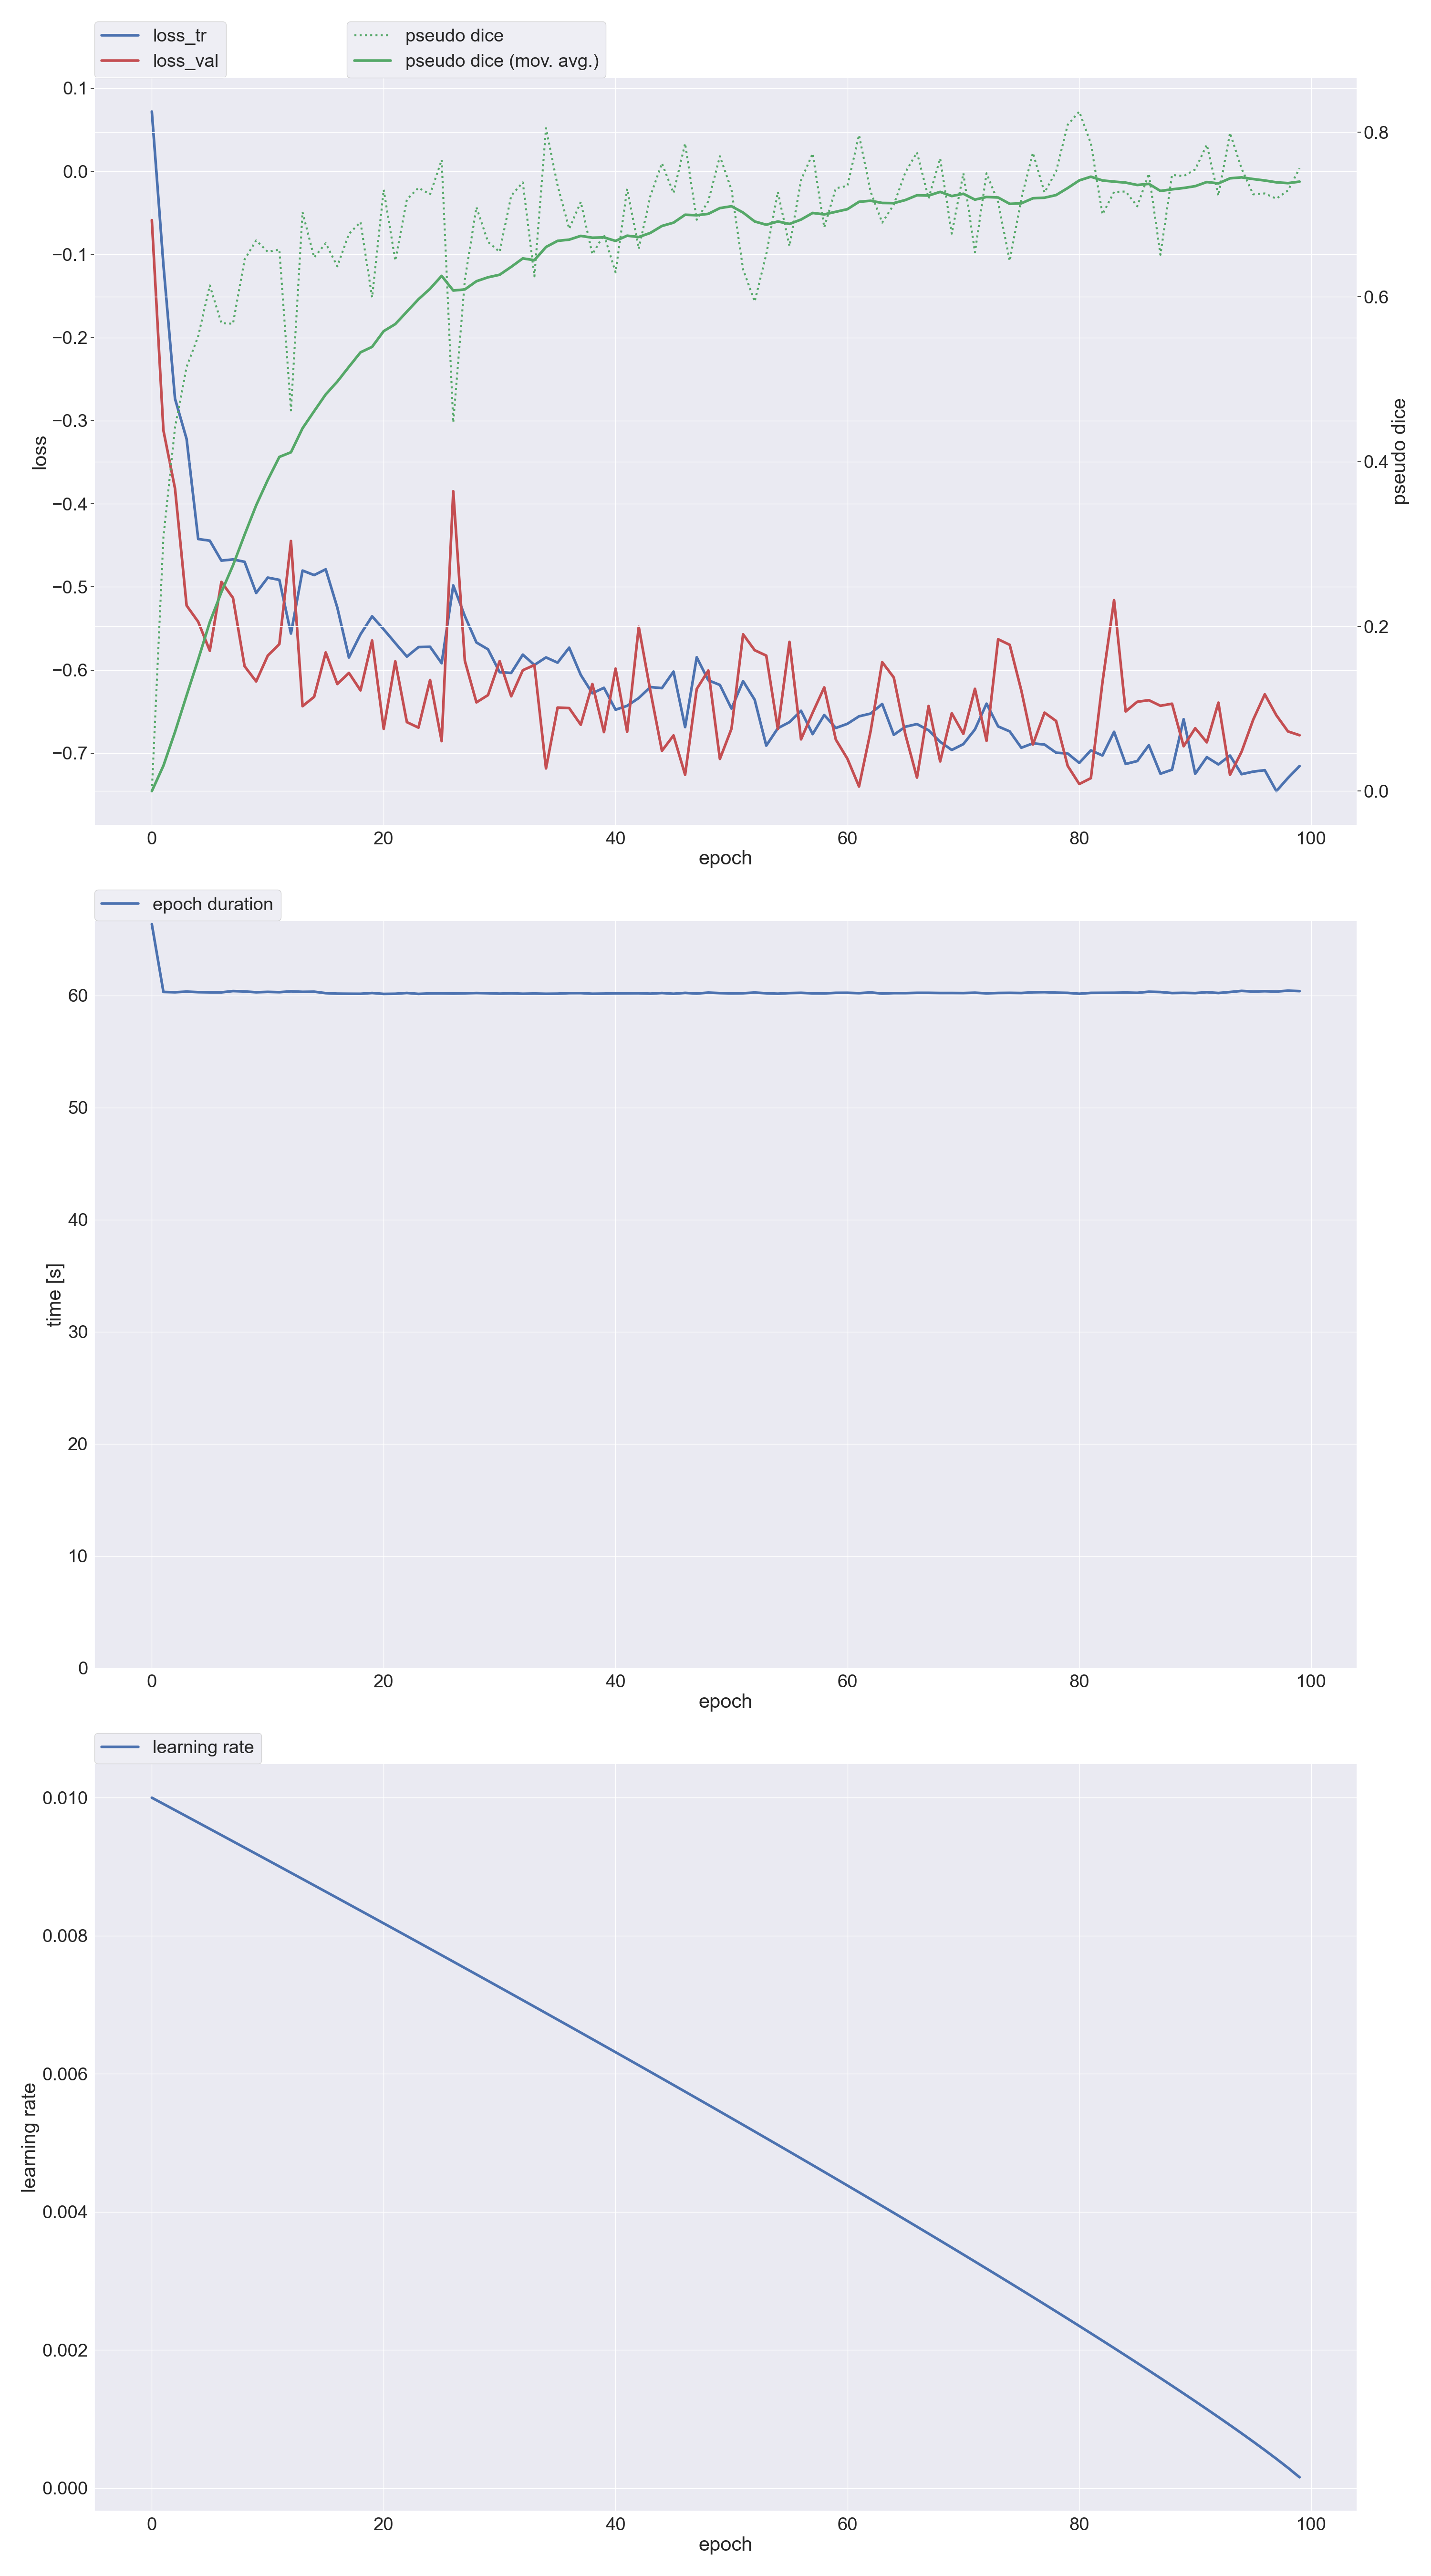 loss_tr
loss_val
pseudo dice
pseudo dice (mov. avg.)
0.1
0.0
−0.1
−0.2
−0.3
−0.4
−0.5
−0.6
−0.7
loss
0.8
0.6
0.4
0.2
0.0
pseudo dice
0 20 40 60 80 100
epoch
epoch duration
60
50
40
30
20
10
0
time [s]
0 20 40 60 80 100
epoch
learning rate
0.010
0.008
0.006
0.004
0.002
0.000
learning rate
0 20 40 60 80 100
epoch